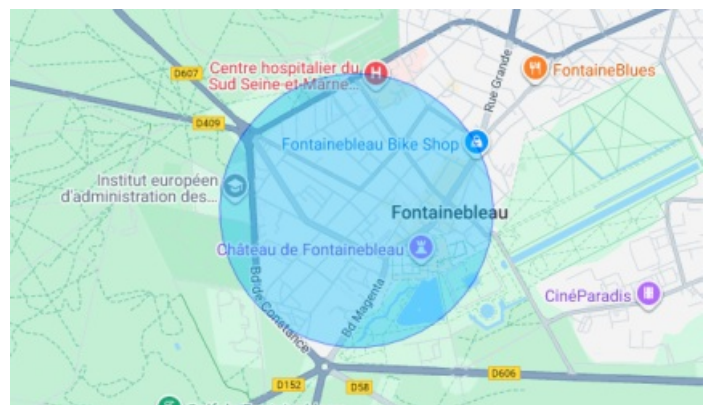 D607
Centre hospitalier du
Sud Seine-et-Marne...
FontaineBlues
Rue Grande
D409
Fontainebleau Bike Shop
Institut européen
d'administration des...
Fontainebleau
Château de Fontainebleau
CinéParadis
Bd de Constance
Bd Magenta
D606
D152
D58